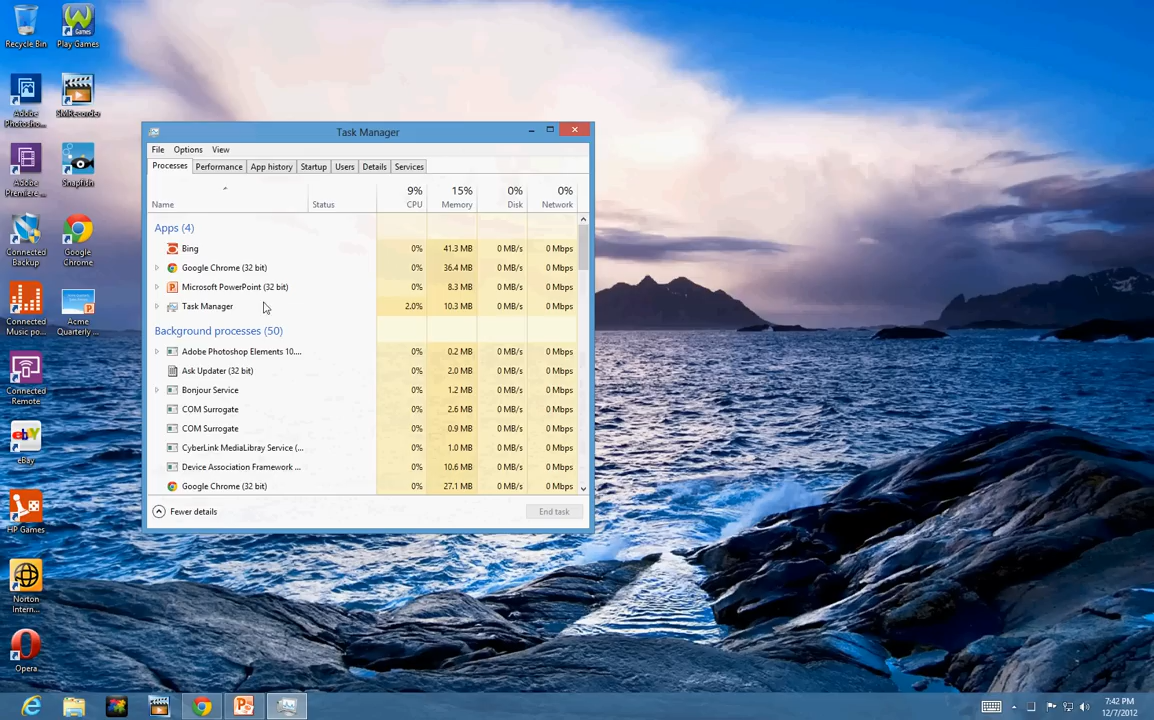 Recycle Bin
Play Games
Adobe
Photosho...
SMRecorder
Adobe
Premiere ...
Snapfish
Connected
Backup
Google
Chrome
Connected
Music po...
Acme
Quarterly ...
Connected
Remote
eBay
HP Games
Norton
Intern...
Opera
Task Manager
File Options View
Processes Performance App history Startup Users Details Services
9% 15% 0% 0%
Name Status CPU Memory Disk Network
Apps (4)
Bing 0% 41.3 MB 0 MB/s 0 Mbps
Google Chrome (32 bit) 0% 36.4 MB 0 MB/s 0 Mbps
Microsoft PowerPoint (32 bit) 0% 8.3 MB 0 MB/s 0 Mbps
Task Manager 2.0% 10.3 MB 0 MB/s 0 Mbps
Background processes (50)
Adobe Photoshop Elements 10.... 0% 0.2 MB 0 MB/s 0 Mbps
Ask Updater (32 bit) 0% 2.0 MB 0 MB/s 0 Mbps
Bonjour Service 0% 1.2 MB 0 MB/s 0 Mbps
COM Surrogate 0% 2.6 MB 0 MB/s 0 Mbps
COM Surrogate 0% 0.9 MB 0 MB/s 0 Mbps
CyberLink MediaLibray Service (... 0% 1.0 MB 0 MB/s 0 Mbps
Device Association Framework ... 0% 10.6 MB 0 MB/s 0 Mbps
Google Chrome (32 bit) 0% 27.1 MB 0 MB/s 0 Mbps
Fewer details End task
7:42 PM
12/7/2012